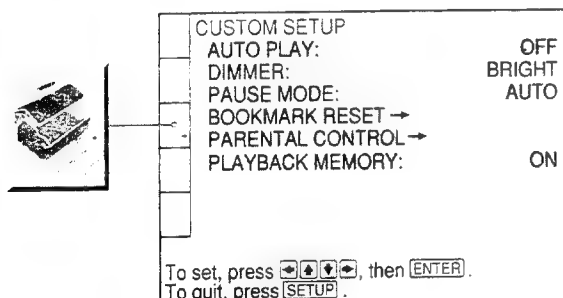 CUSTOM SETUP
AUTO PLAY: OFF
DIMMER: BRIGHT
PAUSE MODE: AUTO
BOOKMARK RESET →
PARENTAL CONTROL →
PLAYBACK MEMORY: ON
To set, press ←↑↓→, then ENTER.
To quit, press SETUP.